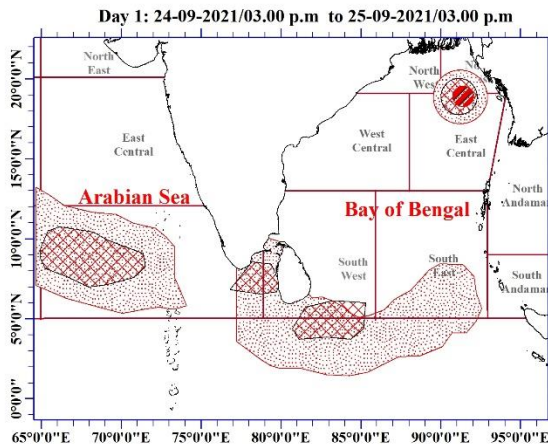 Day 1: 24-09-2021/03.00 p.m to 25-09-2021/03.00 p.m
20°0'0"N
15°0'0"N
10°0'0"N
5°0'0"N
0°0'0"
North
East
East
Central
Arabian Sea
North
West
West
Central
East
Central
Bay of Bengal
South
West
South
East
North
Andaman
South
Andaman
65°0'0"E
70°0'0"E
75°0'0"E
80°0'0"E
85°0'0"E
90°0'0"E
95°0'0"E